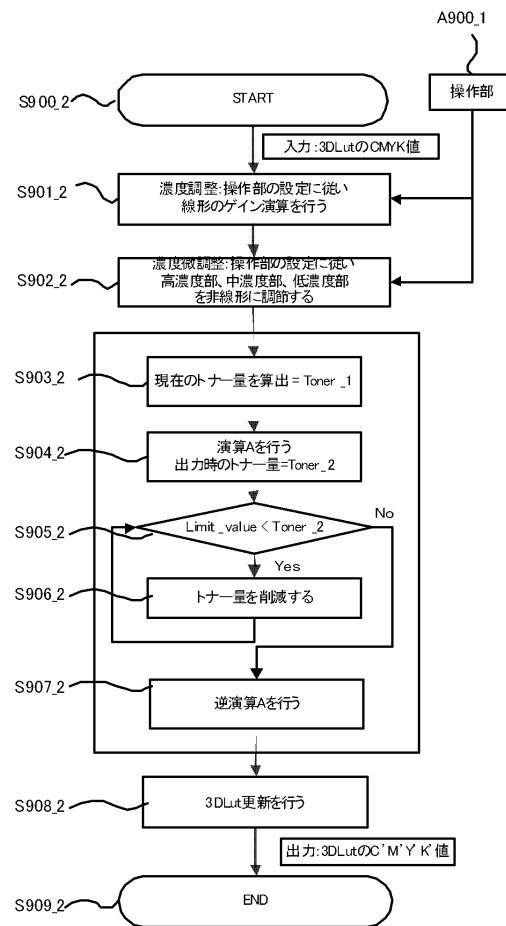 A900_1
操作部
S900_2
START
入力:3DLutのCMYK値
S901_2
濃度調整:操作部の設定に従い
線形のゲイン演算を行う
S902_2
濃度微調整:操作部の設定に従い
高濃度部、中濃度部、低濃度部
を非線形に調節する
S903_2
現在のトナー量を算出 = Toner_1
S904_2
演算Aを行う
出力時のトナー量=Toner_2
S905_2
Limit_value < Toner_2
No
Yes
S906_2
トナー量を削減する
S907_2
逆演算Aを行う
S908_2
3DLut更新を行う
出力:3DLutのC'M'Y'K'値
S909_2
END